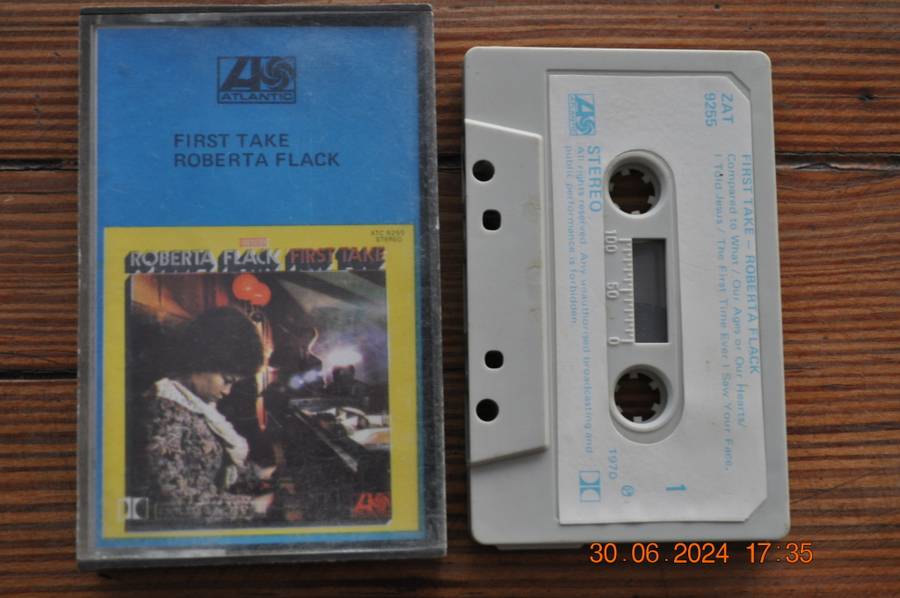 ATLANTIC
FIRST TAKE
ROBERTA FLACK
ATC 9255
STEREO
ROBERTA FLACK FIRST TAKE
ZAT
9255
FIRST TAKE – ROBERTA FLACK
Compared to What / Our Ages or Our Hearts/
I Told Jesus / The First Time Ever I Saw Your Face.
STEREO
All rights reserved. Any unauthorised broadcasting and
public performance is forbidden.
100 50 0
1970 ℗
1
30.06.2024 17:35